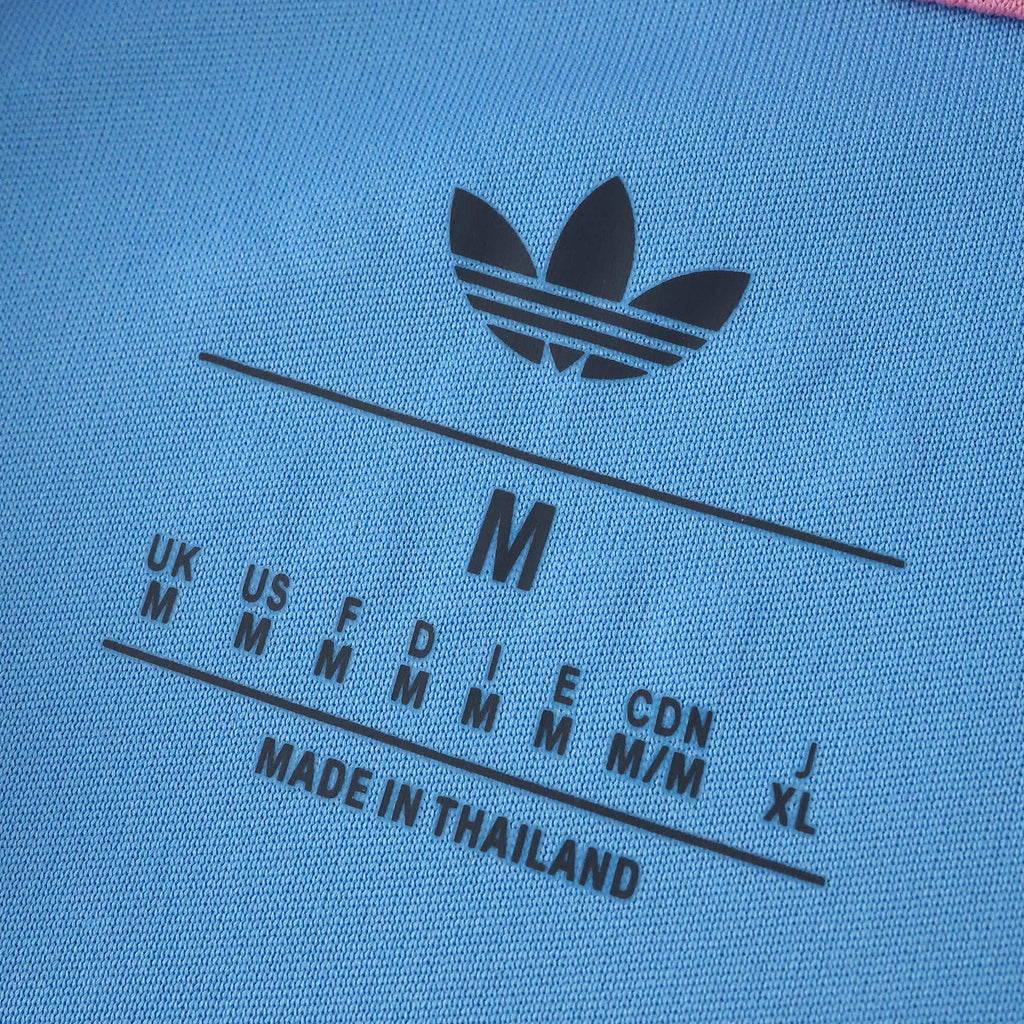 M
UK US F D I E CDN J
M M M M M M M/M XL
MADE IN THAILAND